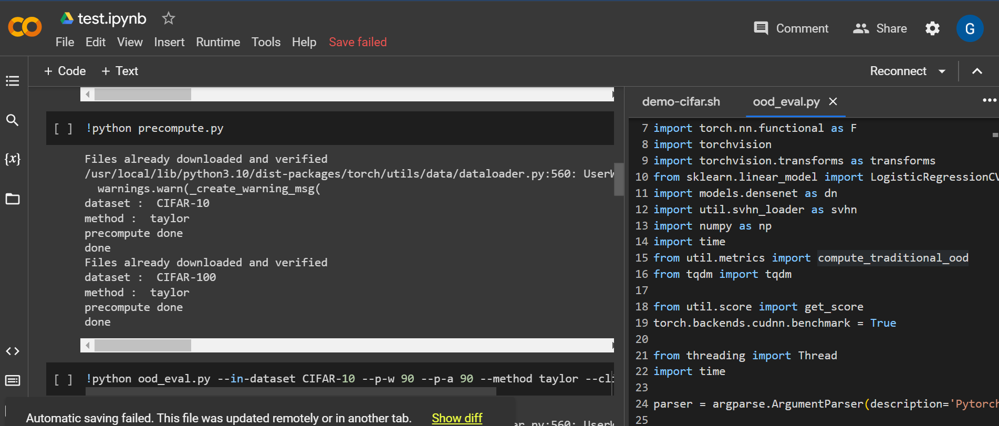 test.ipynb
Comment Share G
File Edit View Insert Runtime Tools Help Save failed
+ Code + Text
Reconnect
demo-cifar.sh ood_eval.py
[ ] !python precompute.py
Files already downloaded and verified
/usr/local/lib/python3.10/dist-packages/torch/utils/data/dataloader.py:560: UserW
warnings.warn(_create_warning_msg(
dataset : CIFAR-10
method : taylor
precompute done
done
Files already downloaded and verified
dataset : CIFAR-100
method : taylor
precompute done
done
[ ] !python ood_eval.py --in-dataset CIFAR-10 --p-w 90 --p-a 90 --method taylor --cli
Automatic saving failed. This file was updated remotely or in another tab. Show diff
7 import torch.nn.functional as F
8 import torchvision
9 import torchvision.transforms as transforms
10 from sklearn.linear_model import LogisticRegressionCV
11 import models.densenet as dn
12 import util.svhn_loader as svhn
13 import numpy as np
14 import time
15 from util.metrics import compute_traditional_ood
16 from tqdm import tqdm
17
18 from util.score import get_score
19 torch.backends.cudnn.benchmark = True
20
21 from threading import Thread
22 import time
23
24 parser = argparse.ArgumentParser(description='Pytorch
25